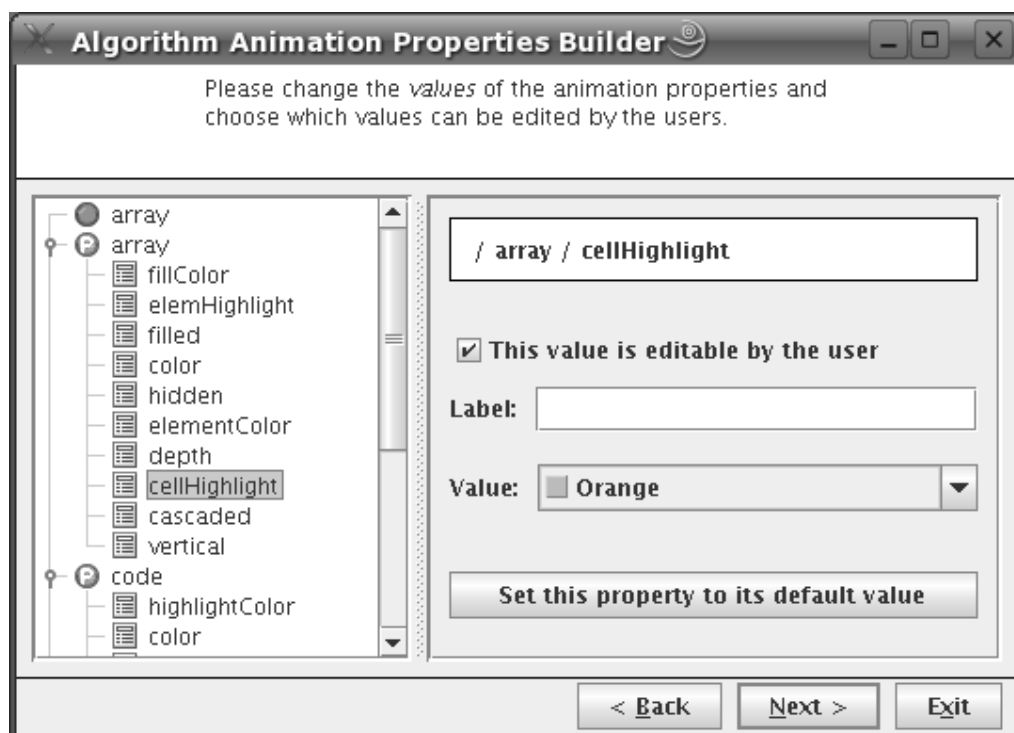 Algorithm Animation Properties Builder
Please change the values of the animation properties and
choose which values can be edited by the users.
array
array
fillColor
elemHighlight
filled
color
hidden
elementColor
depth
cellHighlight
cascaded
vertical
code
highlightColor
color
/ array / cellHighlight
This value is editable by the user
Label:
Value: Orange
Set this property to its default value
< Back Next > Exit